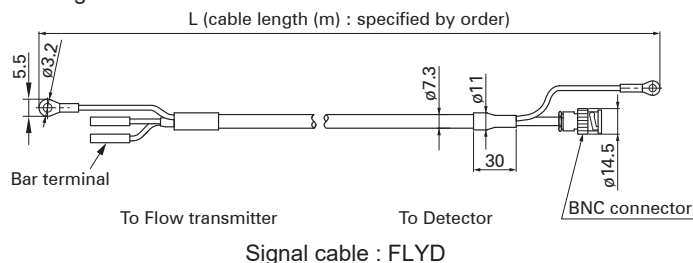 L (cable length (m) : specified by order)
5.5
ø3.2
ø7.3
ø11
30
ø14.5
Bar terminal
BNC connector
To Flow transmitter
To Detector
Signal cable : FLYD